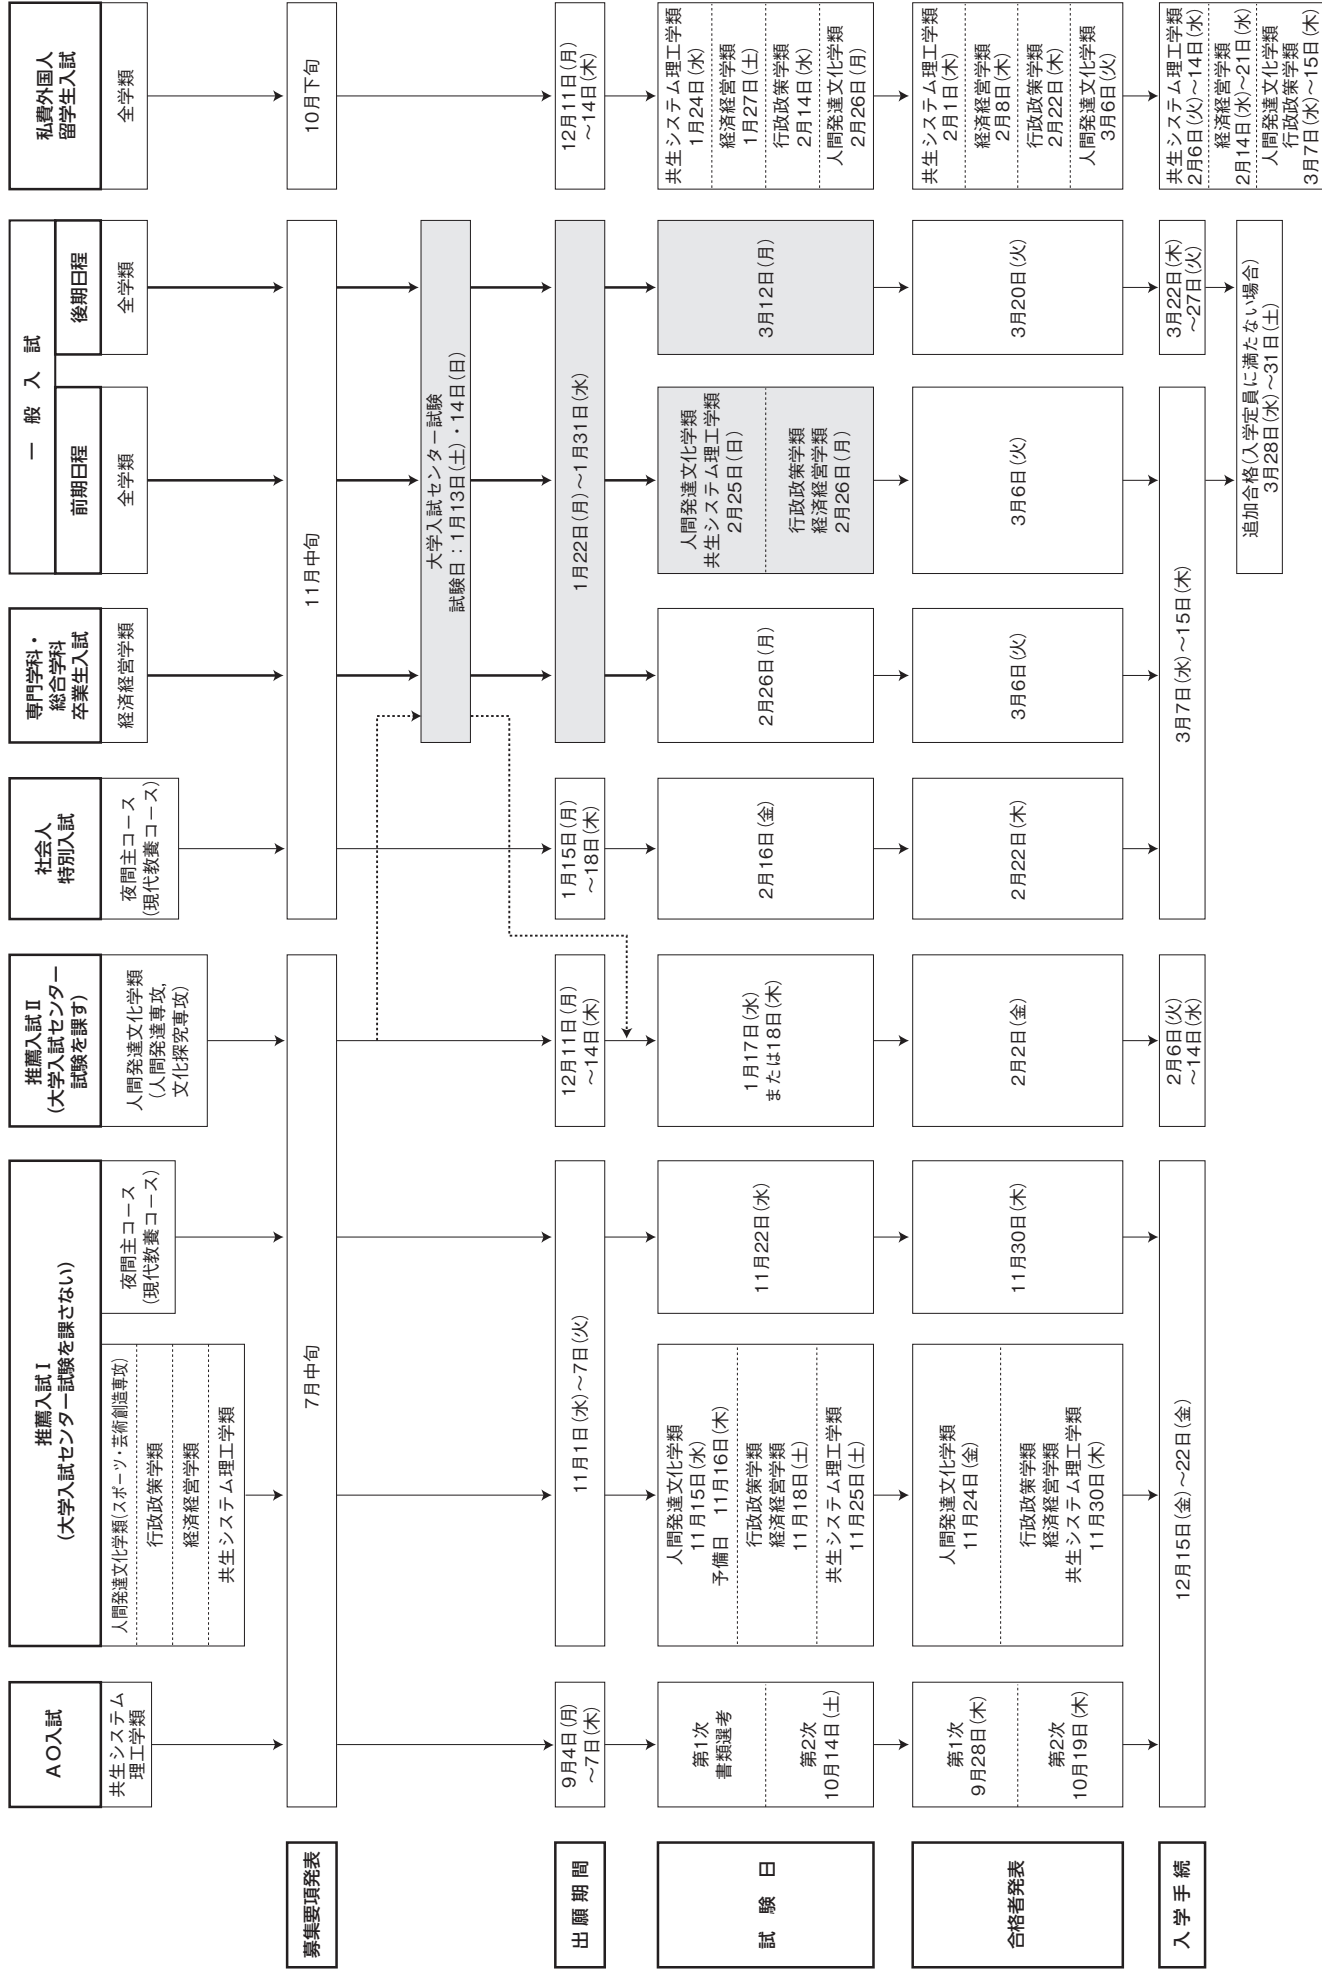 AO入試
共生システム
理工学類
推薦入試Ⅰ
(大学入試センター試験を課さない)
人間発達文化学類(スポーツ・芸術創造専攻)
行政政策学類
経済経営学類
共生システム理工学類
夜間主コース
(現代教養コース)
推薦入試Ⅱ
(大学入試センター
試験を課す)
人間発達文化学類
(人間発達専攻,
文化探究専攻)
社会人
特別入試
夜間主コース
(現代教養コース)
専門学科・
総合学科
卒業生入試
経済経営学類
一般入試
前期日程
全学類
後期日程
全学類
私費外国人
留学生入試
全学類
募集要項発表
7月中旬
11月中旬
10月下旬
大学入試センター試験
試験日:1月13日(土)・14日(日)
出願期間
9月4日(月)
~7日(木)
11月1日(水)~7日(火)
12月11日(月)
~14日(木)
1月15日(月)
~18日(木)
1月22日(月)~1月31日(水)
12月11日(月)
~14日(木)
試験日
第1次
書類選考
第2次
10月14日(土)
人間発達文化学類
11月15日(水)
予備日 11月16日(木)
行政政策学類
経済経営学類
11月18日(土)
共生システム理工学類
11月25日(土)
11月22日(水)
1月17日(水)
または18日(木)
2月16日(金)
2月26日(月)
人間発達文化学類
共生システム理工学類
2月25日(日)
行政政策学類
経済経営学類
2月26日(月)
3月12日(月)
共生システム理工学類
1月24日(水)
経済経営学類
1月27日(土)
行政政策学類
2月14日(水)
人間発達文化学類
2月26日(月)
合格者発表
第1次
9月28日(木)
第2次
10月19日(木)
人間発達文化学類
11月24日(金)
行政政策学類
経済経営学類
共生システム理工学類
11月30日(木)
11月30日(木)
2月2日(金)
2月22日(木)
3月6日(火)
3月6日(火)
3月20日(火)
共生システム理工学類
2月1日(木)
経済経営学類
2月8日(木)
行政政策学類
2月22日(木)
人間発達文化学類
3月6日(火)
入学手続
12月15日(金)~22日(金)
2月6日(火)
~14日(水)
3月7日(水)~15日(木)
3月22日(木)
~27日(火)
共生システム理工学類
2月6日(火)~14日(水)
経済経営学類
2月14日(水)~21日(水)
人間発達文化学類
行政政策学類
3月7日(水)~15日(木)
追加合格(入学定員に満たない場合)
3月28日(水)~31日(土)